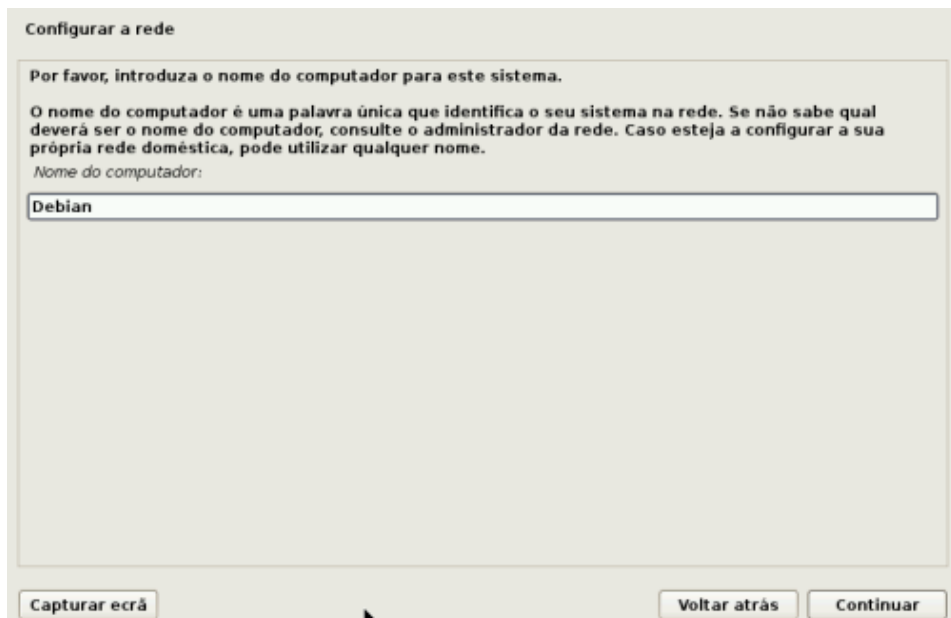 Configurar a rede
Por favor, introduza o nome do computador para este sistema.
O nome do computador é uma palavra única que identifica o seu sistema na rede. Se não sabe qual
deverá ser o nome do computador, consulte o administrador da rede. Caso esteja a configurar a sua
própria rede doméstica, pode utilizar qualquer nome.
Nome do computador:
Debian
Capturar ecrã
Voltar atrás
Continuar